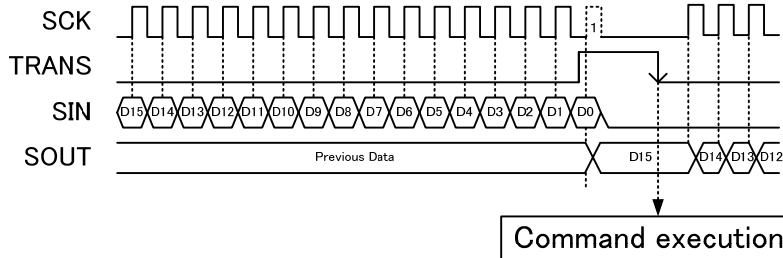 SCK 1
TRANS
SIN D15 D14 D13 D12 D11 D10 D9 D8 D7 D6 D5 D4 D3 D2 D1 D0
SOUT Previous Data D15 D14 D13 D12
Command execution